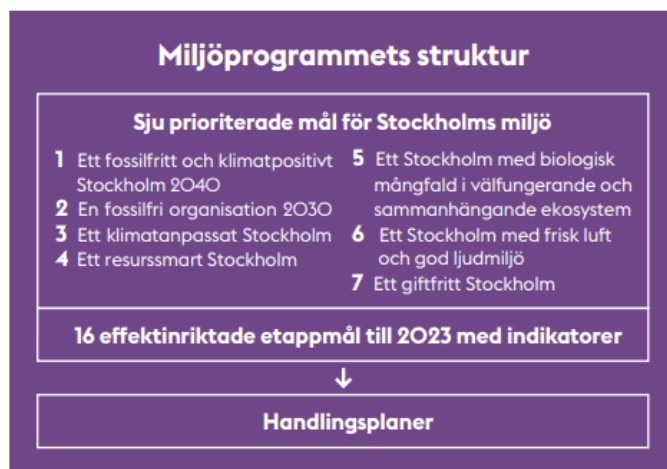 Miljöprogrammets struktur
Sju prioriterade mål för Stockholms miljö
1 Ett fossilfritt och klimatpositivt
Stockholm 2040
2 En fossilfri organisation 2030
3 Ett klimatanpassat Stockholm
4 Ett resurssmart Stockholm
5 Ett Stockholm med biologisk
mångfald i välfungerande och
sammanhängande ekosystem
6 Ett Stockholm med frisk luft
och god ljudmiljö
7 Ett giftfritt Stockholm
16 effektinriktade etappmål till 2023 med indikatorer
Handlingsplaner